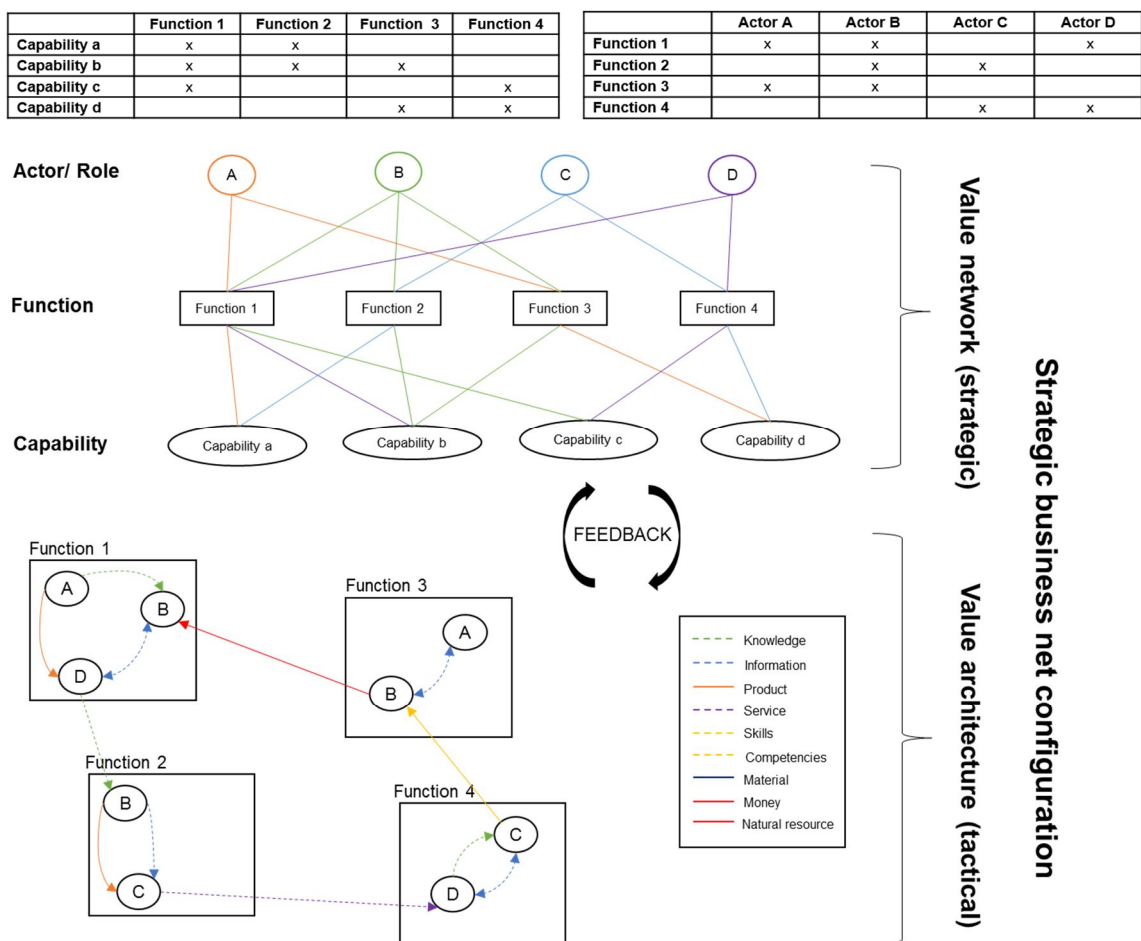 Function 1 Function 2 Function 3 Function 4
Capability a x x
Capability b x x x
Capability c x x
Capability d x x
Actor A Actor B Actor C Actor D
Function 1 x x x
Function 2 x x
Function 3 x x
Function 4 x x
Actor/ Role
A B C D
Function
Function 1 Function 2 Function 3 Function 4
Capability
Capability a Capability b Capability c Capability d
Value network (strategic)
FEEDBACK
Function 1
A
B
D
Function 3
A
B
Function 2
B
C
Function 4
C
D
Knowledge
Information
Product
Service
Skills
Competencies
Material
Money
Natural resource
Value architecture (tactical)
Strategic business net configuration